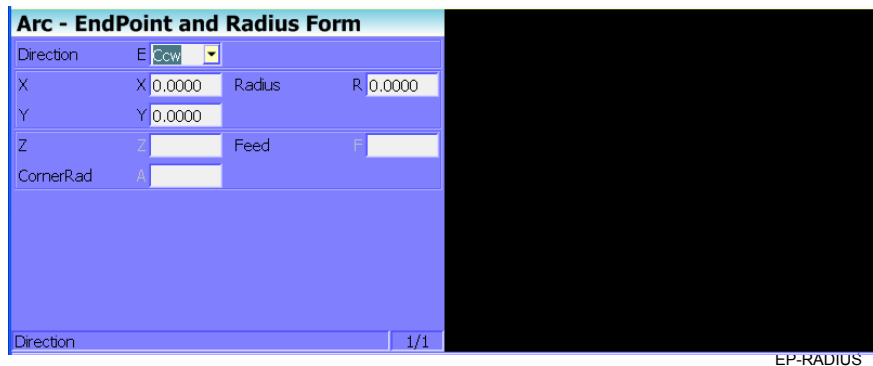 Arc - EndPoint and Radius Form
Direction E Ccw
X X 0.0000 Radius R 0.0000
Y Y 0.0000
Z Z Feed F
CornerRad A
Direction 1/1
EP-RADIUS